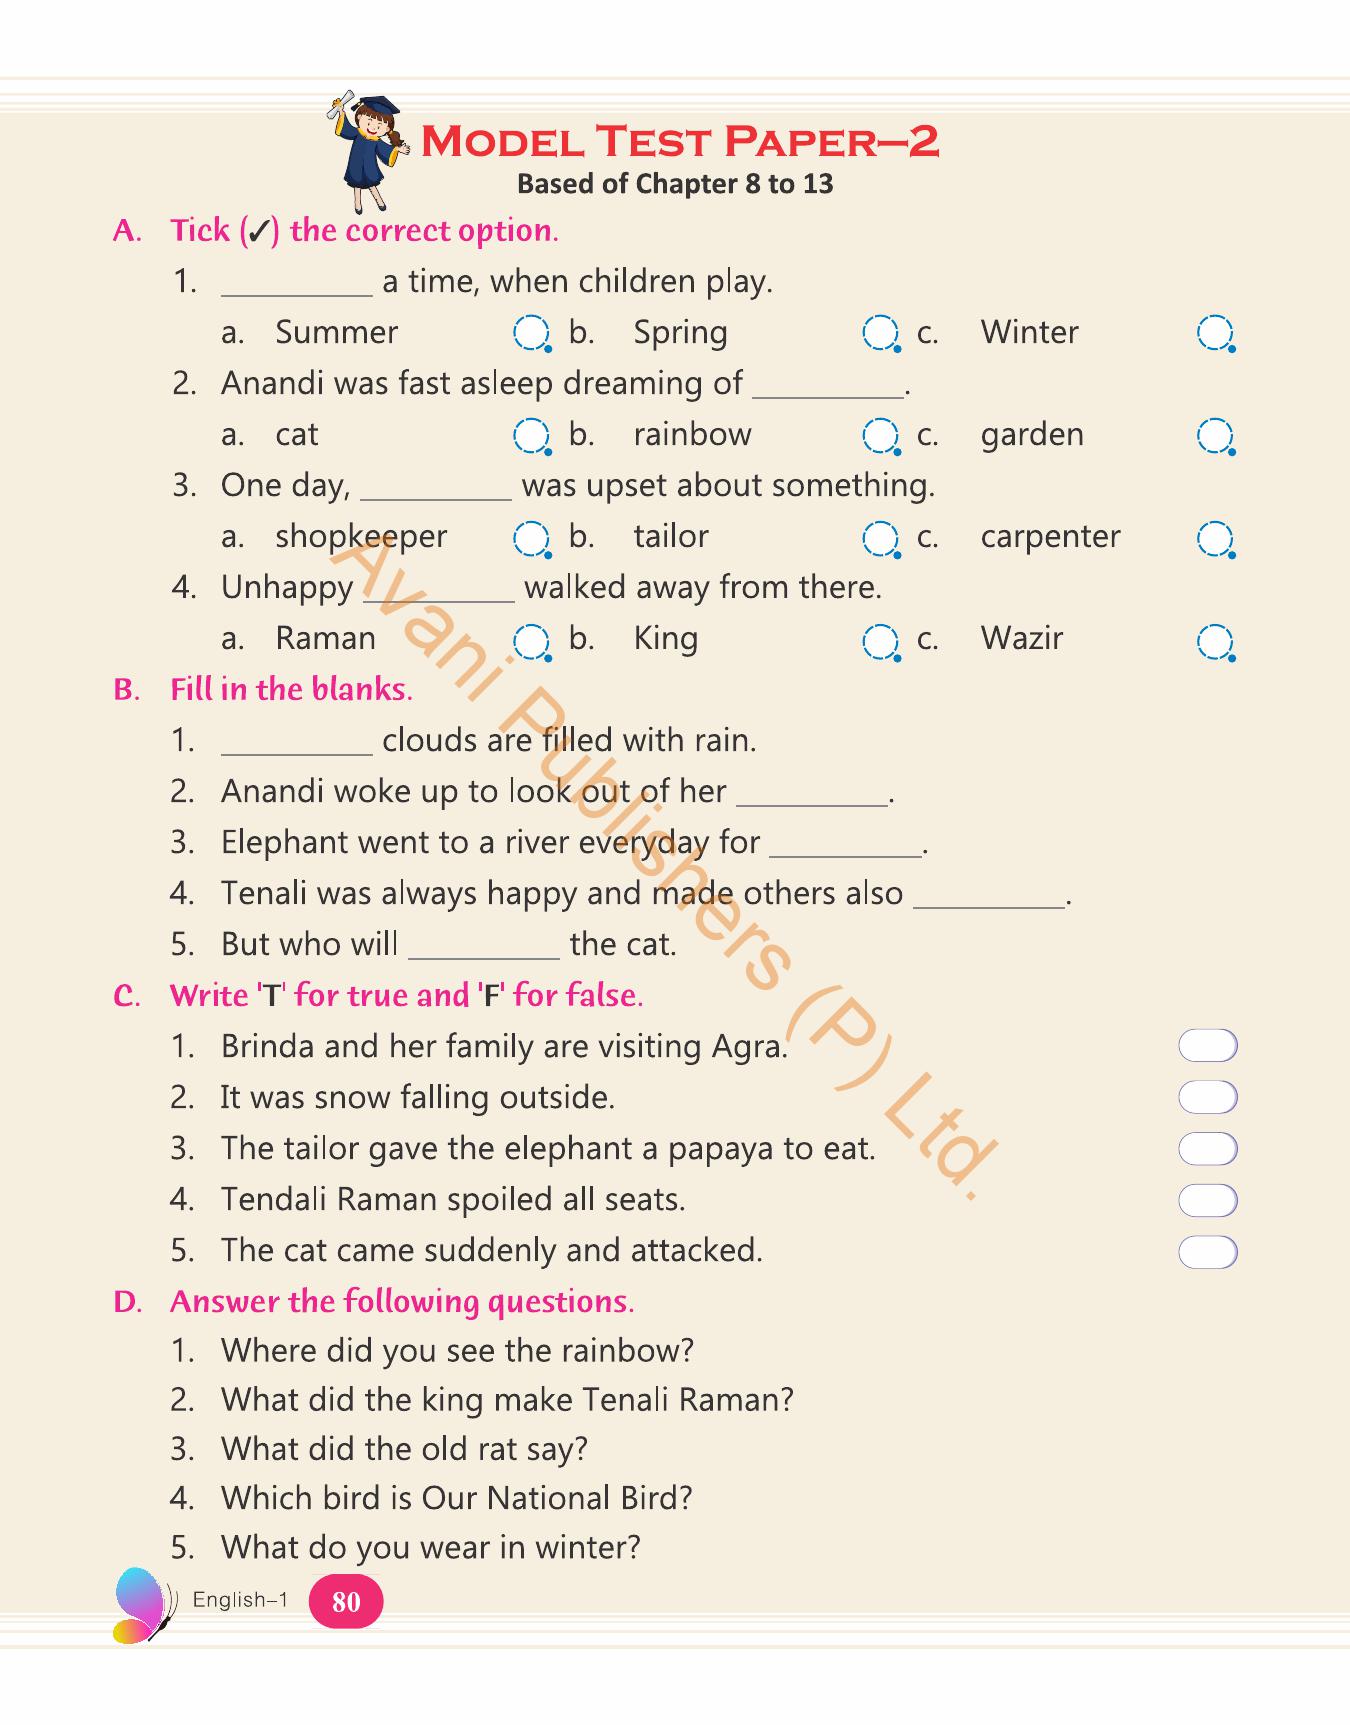 MODEL TEST PAPER–2
Based of Chapter 8 to 13
A. Tick (✓) the correct option.
1. __________ a time, when children play.
a. Summer b. Spring c. Winter
2. Anandi was fast asleep dreaming of __________.
a. cat b. rainbow c. garden
3. One day, __________ was upset about something.
a. shopkeeper b. tailor c. carpenter
4. Unhappy __________ walked away from there.
a. Raman b. King c. Wazir
B. Fill in the blanks.
1. __________ clouds are filled with rain.
2. Anandi woke up to look out of her __________.
3. Elephant went to a river everyday for __________.
4. Tenali was always happy and made others also __________.
5. But who will __________ the cat.
C. Write 'T' for true and 'F' for false.
1. Brinda and her family are visiting Agra.
2. It was snow falling outside.
3. The tailor gave the elephant a papaya to eat.
4. Tendali Raman spoiled all seats.
5. The cat came suddenly and attacked.
D. Answer the following questions.
1. Where did you see the rainbow?
2. What did the king make Tenali Raman?
3. What did the old rat say?
4. Which bird is Our National Bird?
5. What do you wear in winter?
English–1 80
Avani Publishers (P) Ltd.